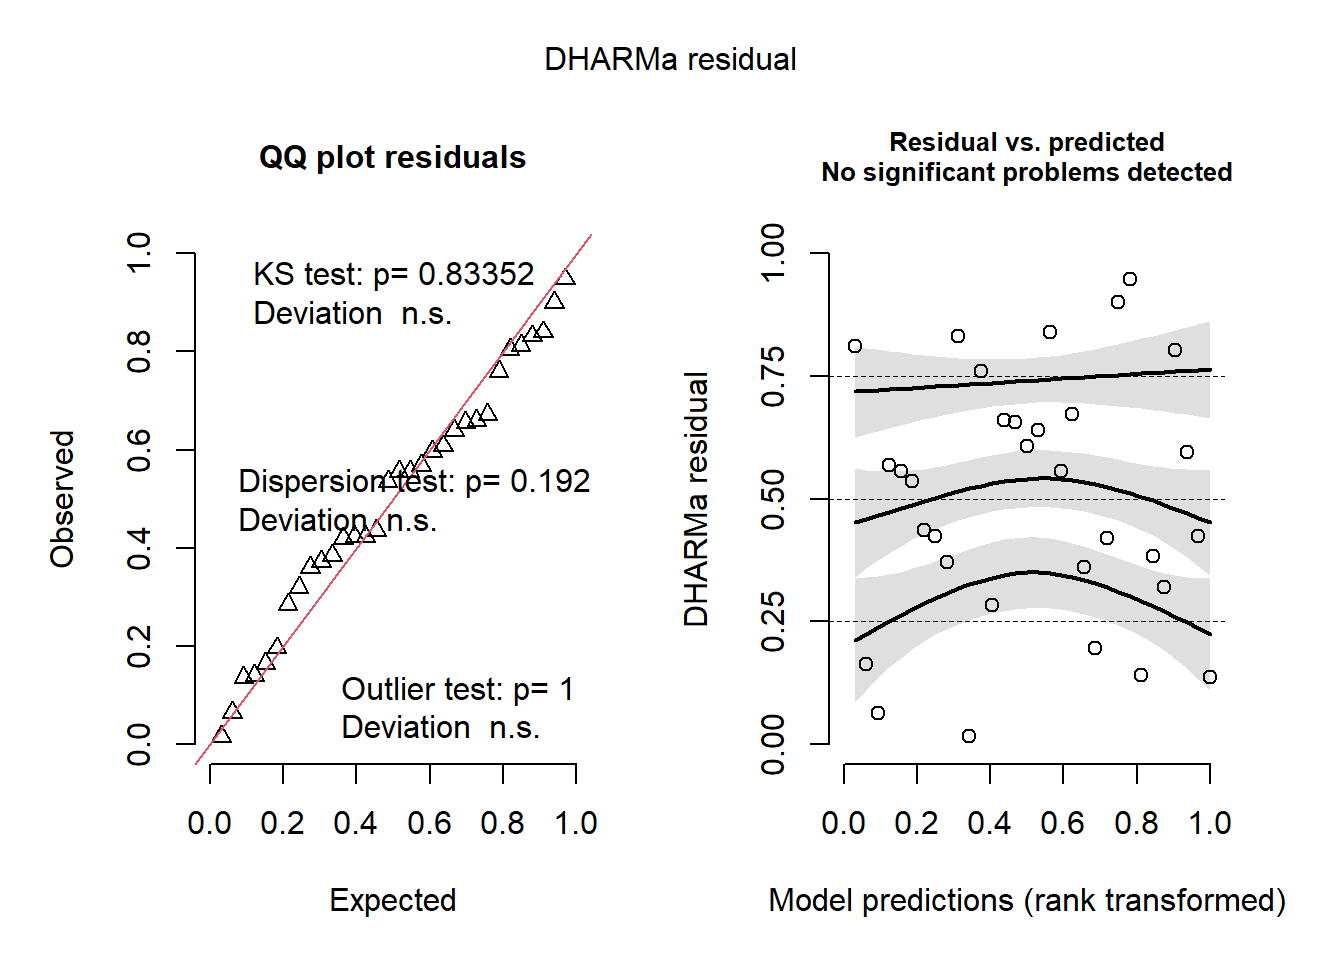 DHARMa residual
QQ plot residuals
KS test: p= 0.83352
Deviation  n.s.
Dispersion test: p= 0.192
Deviation  n.s.
Outlier test: p= 1
Deviation  n.s.
Observed
0.0 0.2 0.4 0.6 0.8 1.0
0.0 0.2 0.4 0.6 0.8 1.0
Expected
Residual vs. predicted
No significant problems detected
DHARMa residual
0.00 0.25 0.50 0.75 1.00
0.0 0.2 0.4 0.6 0.8 1.0
Model predictions (rank transformed)